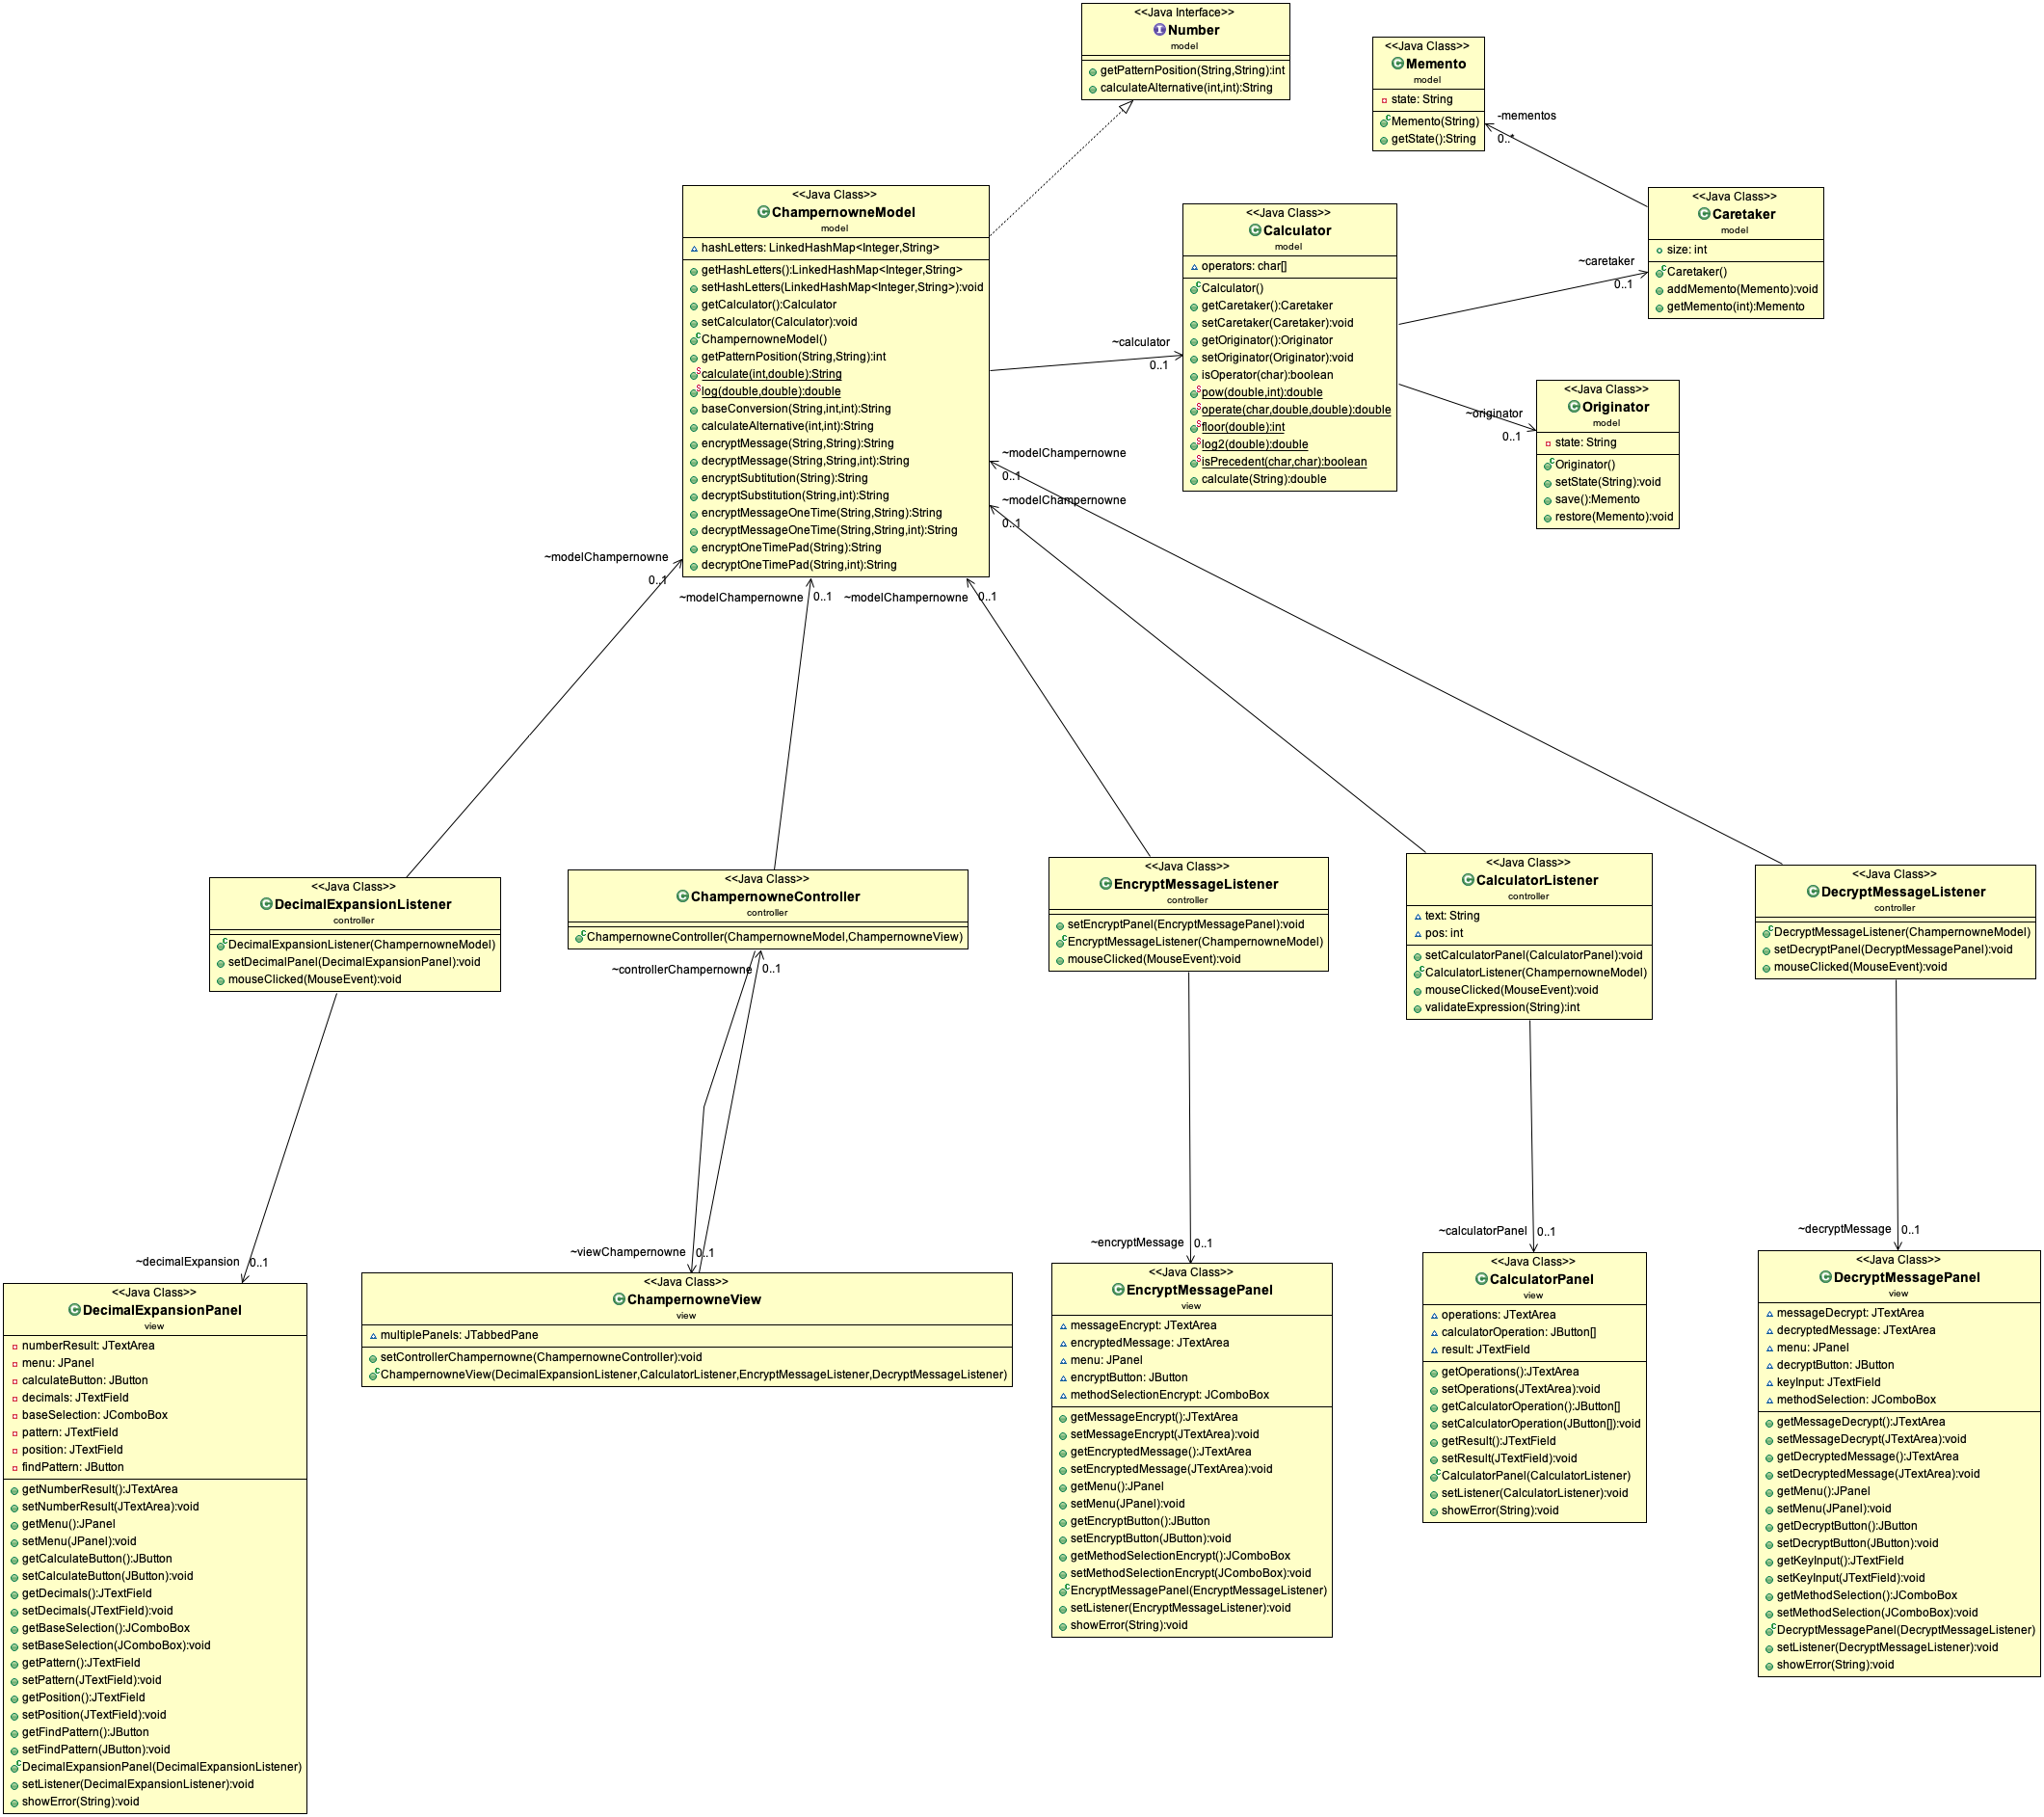 <<Java Interface>>
Number
model
getPatternPosition(String,String):int
calculateAlternative(int,int):String
<<Java Class>>
Memento
model
state: String
Memento(String)
getState():String
-mementos
0..*
<<Java Class>>
Caretaker
model
size: int
Caretaker()
addMemento(Memento):void
getMemento(int):Memento
<<Java Class>>
ChampernowneModel
model
hashLetters: LinkedHashMap<Integer,String>
getHashLetters():LinkedHashMap<Integer,String>
setHashLetters(LinkedHashMap<Integer,String>):void
getCalculator():Calculator
setCalculator(Calculator):void
ChampernowneModel()
getPatternPosition(String,String):int
calculate(int,double):String
log(double,double):double
baseConversion(String,int,int):String
calculateAlternative(int,int):String
encryptMessage(String,String):String
decryptMessage(String,String,int):String
encryptSubtitution(String):String
decryptSubstitution(String,int):String
encryptMessageOneTime(String,String):String
decryptMessageOneTime(String,String,int):String
encryptOneTimePad(String):String
decryptOneTimePad(String,int):String
<<Java Class>>
Calculator
model
operators: char[]
Calculator()
getCaretaker():Caretaker
setCaretaker(Caretaker):void
getOriginator():Originator
setOriginator(Originator):void
isOperator(char):boolean
pow(double,int):double
operate(char,double,double):double
floor(double):int
log2(double):double
isPrecedent(char,char):boolean
calculate(String):double
~caretaker
0..1
~calculator
0..1
~originator
0..1
<<Java Class>>
Originator
model
state: String
Originator()
setState(String):void
save():Memento
restore(Memento):void
~modelChampernowne
0..1
~modelChampernowne
0..1
~modelChampernowne
0..1
~modelChampernowne
0..1
~modelChampernowne
0..1
<<Java Class>>
DecimalExpansionListener
controller
DecimalExpansionListener(ChampernowneModel)
setDecimalPanel(DecimalExpansionPanel):void
mouseClicked(MouseEvent):void
<<Java Class>>
ChampernowneController
controller
ChampernowneController(ChampernowneModel,ChampernowneView)
<<Java Class>>
EncryptMessageListener
controller
setEncryptPanel(EncryptMessagePanel):void
EncryptMessageListener(ChampernowneModel)
mouseClicked(MouseEvent):void
<<Java Class>>
CalculatorListener
controller
text: String
pos: int
setCalculatorPanel(CalculatorPanel):void
CalculatorListener(ChampernowneModel)
mouseClicked(MouseEvent):void
validateExpression(String):int
<<Java Class>>
DecryptMessageListener
controller
DecryptMessageListener(ChampernowneModel)
setDecryptPanel(DecryptMessagePanel):void
mouseClicked(MouseEvent):void
~controllerChampernowne
0..1
~decimalExpansion
0..1
~viewChampernowne
0..1
~encryptMessage
0..1
~calculatorPanel
0..1
~decryptMessage
0..1
<<Java Class>>
DecimalExpansionPanel
view
numberResult: JTextArea
menu: JPanel
calculateButton: JButton
decimals: JTextField
baseSelection: JComboBox
pattern: JTextField
position: JTextField
findPattern: JButton
getNumberResult():JTextArea
setNumberResult(JTextArea):void
getMenu():JPanel
setMenu(JPanel):void
getCalculateButton():JButton
setCalculateButton(JButton):void
getDecimals():JTextField
setDecimals(JTextField):void
getBaseSelection():JComboBox
setBaseSelection(JComboBox):void
getPattern():JTextField
setPattern(JTextField):void
getPosition():JTextField
setPosition(JTextField):void
getFindPattern():JButton
setFindPattern(JButton):void
DecimalExpansionPanel(DecimalExpansionListener)
setListener(DecimalExpansionListener):void
showError(String):void
<<Java Class>>
ChampernowneView
view
multiplePanels: JTabbedPane
setControllerChampernowne(ChampernowneController):void
ChampernowneView(DecimalExpansionListener,CalculatorListener,EncryptMessageListener,DecryptMessageListener)
<<Java Class>>
EncryptMessagePanel
view
messageEncrypt: JTextArea
encryptedMessage: JTextArea
menu: JPanel
encryptButton: JButton
methodSelectionEncrypt: JComboBox
getMessageEncrypt():JTextArea
setMessageEncrypt(JTextArea):void
getEncryptedMessage():JTextArea
setEncryptedMessage(JTextArea):void
getMenu():JPanel
setMenu(JPanel):void
getEncryptButton():JButton
setEncryptButton(JButton):void
getMethodSelectionEncrypt():JComboBox
setMethodSelectionEncrypt(JComboBox):void
EncryptMessagePanel(EncryptMessageListener)
setListener(EncryptMessageListener):void
showError(String):void
<<Java Class>>
CalculatorPanel
view
operations: JTextArea
calculatorOperation: JButton[]
result: JTextField
getOperations():JTextArea
setOperations(JTextArea):void
getCalculatorOperation():JButton[]
setCalculatorOperation(JButton[]):void
getResult():JTextField
setResult(JTextField):void
CalculatorPanel(CalculatorListener)
setListener(CalculatorListener):void
showError(String):void
<<Java Class>>
DecryptMessagePanel
view
messageDecrypt: JTextArea
decryptedMessage: JTextArea
menu: JPanel
decryptButton: JButton
keyInput: JTextField
methodSelection: JComboBox
getMessageDecrypt():JTextArea
setMessageDecrypt(JTextArea):void
getDecryptedMessage():JTextArea
setDecryptedMessage(JTextArea):void
getMenu():JPanel
setMenu(JPanel):void
getDecryptButton():JButton
setDecryptButton(JButton):void
getKeyInput():JTextField
setKeyInput(JTextField):void
getMethodSelection():JComboBox
setMethodSelection(JComboBox):void
DecryptMessagePanel(DecryptMessageListener)
setListener(DecryptMessageListener):void
showError(String):void